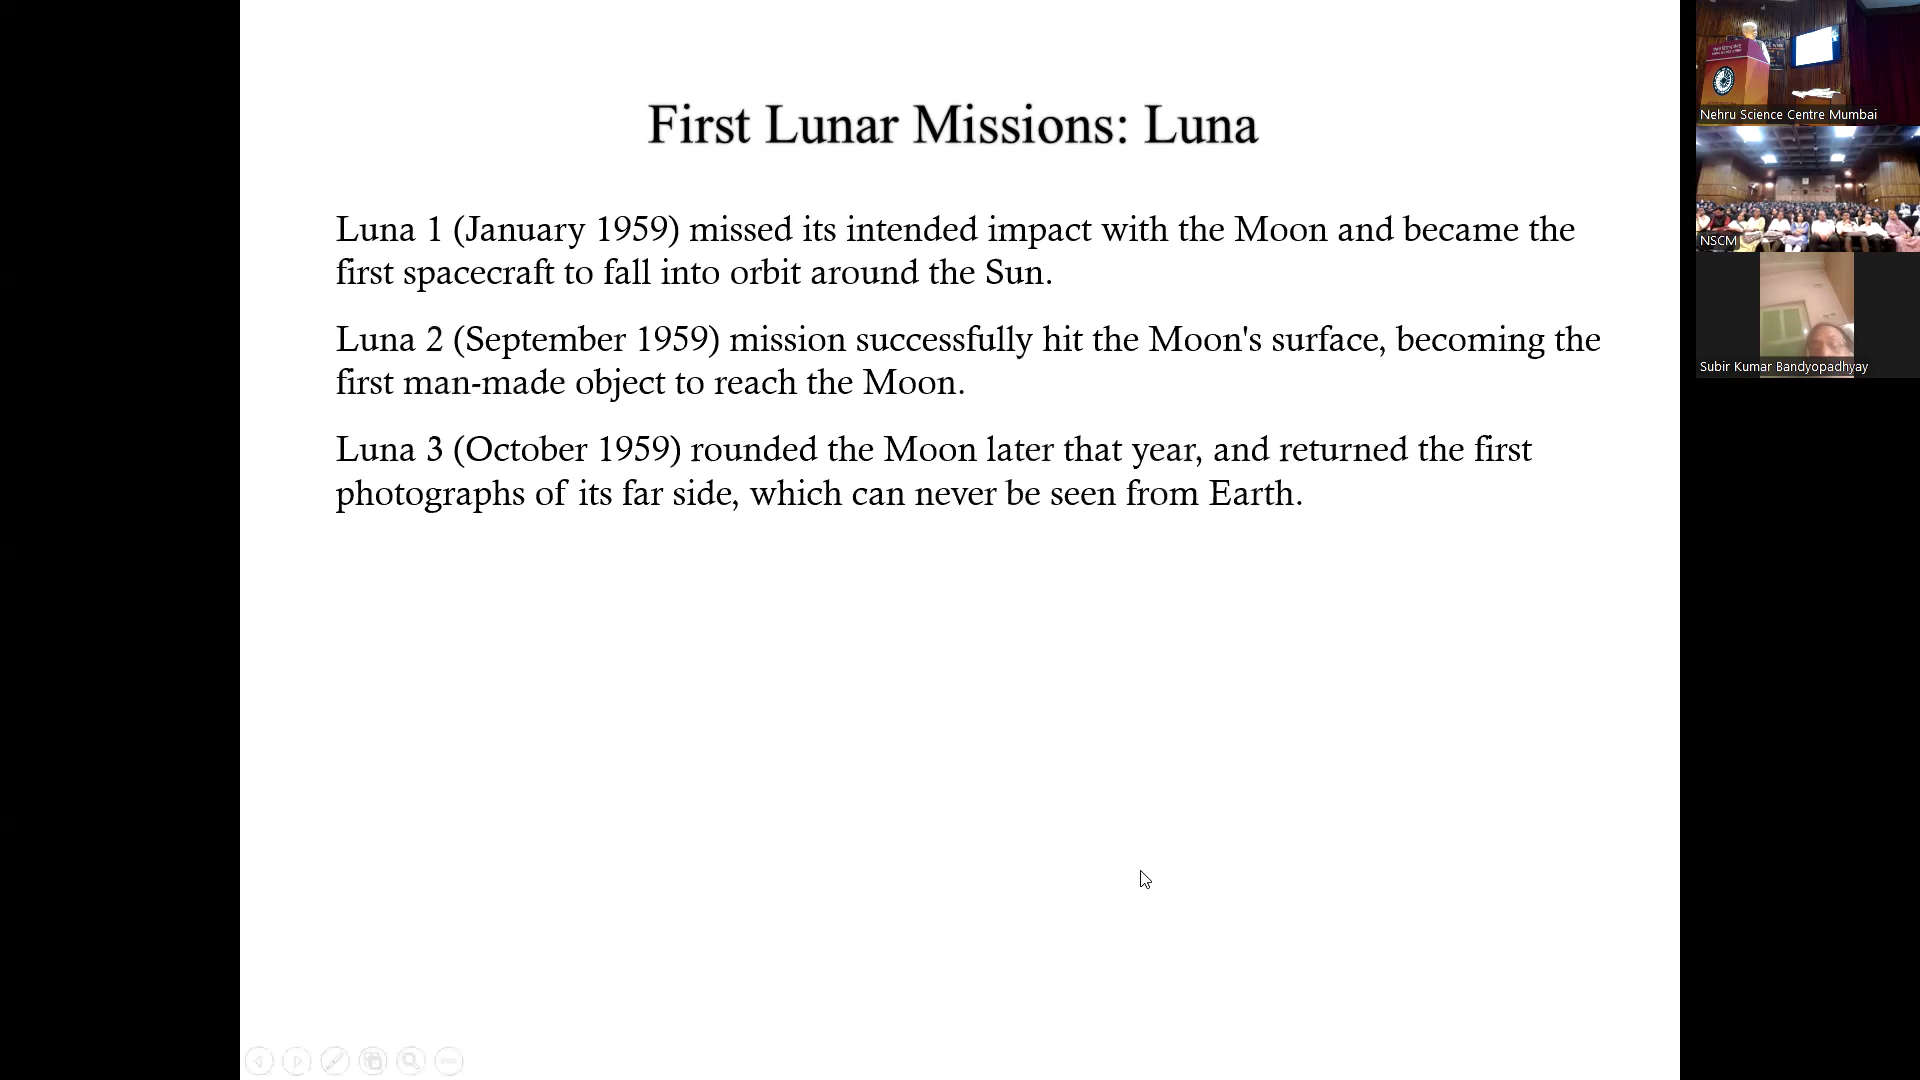 First Lunar Missions: Luna
Luna 1 (January 1959) missed its intended impact with the Moon and became the
first spacecraft to fall into orbit around the Sun.
Luna 2 (September 1959) mission successfully hit the Moon's surface, becoming the
first man-made object to reach the Moon.
Luna 3 (October 1959) rounded the Moon later that year, and returned the first
photographs of its far side, which can never be seen from Earth.
Nehru Science Centre Mumbai
NSCM
Subir Kumar Bandyopadhyay